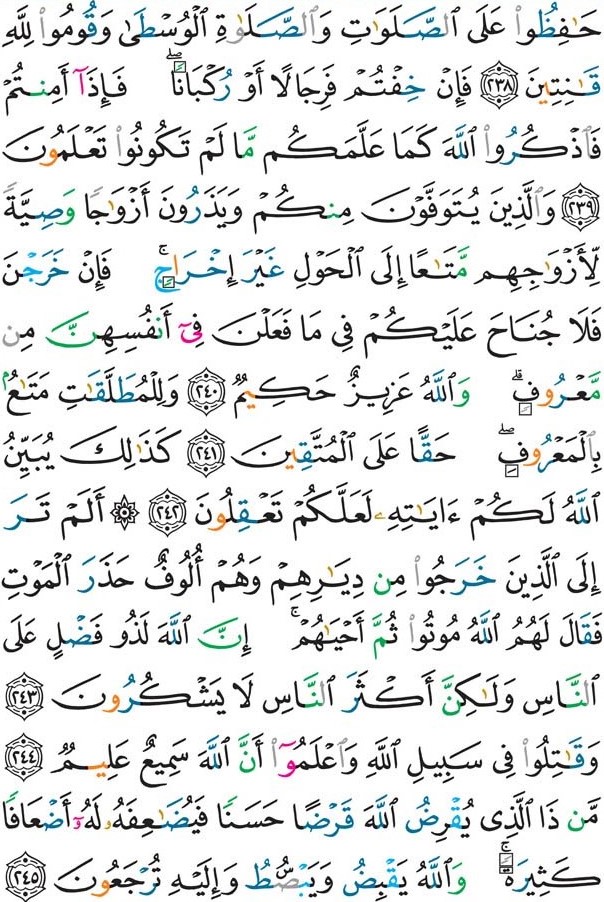 حَـٰفِظُوا۟ عَلَى ٱلصَّلَوَٰتِ وَٱلصَّلَوٰةِ ٱلْوُسْطَىٰ وَقُومُوا۟ لِلَّهِ
قَـٰنِتِينَ ٢٣٨ فَإِنْ خِفْتُمْ فَرِجَالًا أَوْ رُكْبَانًا ۖ فَإِذَآ أَمِنتُمْ
فَٱذْكُرُوا۟ ٱللَّهَ كَمَا عَلَّمَكُم مَّا لَمْ تَكُونُوا۟ تَعْلَمُونَ
٢٣٩ وَٱلَّذِينَ يُتَوَفَّوْنَ مِنكُمْ وَيَذَرُونَ أَزْوَٰجًا وَصِيَّةً
لِّأَزْوَٰجِهِم مَّتَـٰعًا إِلَى ٱلْحَوْلِ غَيْرَ إِخْرَاجٍ ۚ فَإِنْ خَرَجْنَ
فَلَا جُنَاحَ عَلَيْكُمْ فِى مَا فَعَلْنَ فِىٓ أَنفُسِهِنَّ مِن
مَّعْرُوفٍ ۗ وَٱللَّهُ عَزِيزٌ حَكِيمٌ ٢٤٠ وَلِلْمُطَلَّقَـٰتِ مَتَـٰعٌۢ
بِٱلْمَعْرُوفِ ۖ حَقًّا عَلَى ٱلْمُتَّقِينَ ٢٤١ كَذَٰلِكَ يُبَيِّنُ
ٱللَّهُ لَكُمْ ءَايَـٰتِهِۦ لَعَلَّكُمْ تَعْقِلُونَ ٢٤٢ ۞ أَلَمْ تَرَ
إِلَى ٱلَّذِينَ خَرَجُوا۟ مِن دِيَـٰرِهِمْ وَهُمْ أُلُوفٌ حَذَرَ ٱلْمَوْتِ
فَقَالَ لَهُمُ ٱللَّهُ مُوتُوا۟ ثُمَّ أَحْيَـٰهُمْ ۚ إِنَّ ٱللَّهَ لَذُو فَضْلٍ عَلَى
ٱلنَّاسِ وَلَـٰكِنَّ أَكْثَرَ ٱلنَّاسِ لَا يَشْكُرُونَ ٢٤٣
وَقَـٰتِلُوا۟ فِى سَبِيلِ ٱللَّهِ وَٱعْلَمُوٓا۟ أَنَّ ٱللَّهَ سَمِيعٌ عَلِيمٌ ٢٤٤
مَّن ذَا ٱلَّذِى يُقْرِضُ ٱللَّهَ قَرْضًا حَسَنًا فَيُضَـٰعِفَهُۥ لَهُۥٓ أَضْعَافًا
كَثِيرَةً ۚ وَٱللَّهُ يَقْبِضُ وَيَبْصُۜطُ وَإِلَيْهِ تُرْجَعُونَ ٢٤٥